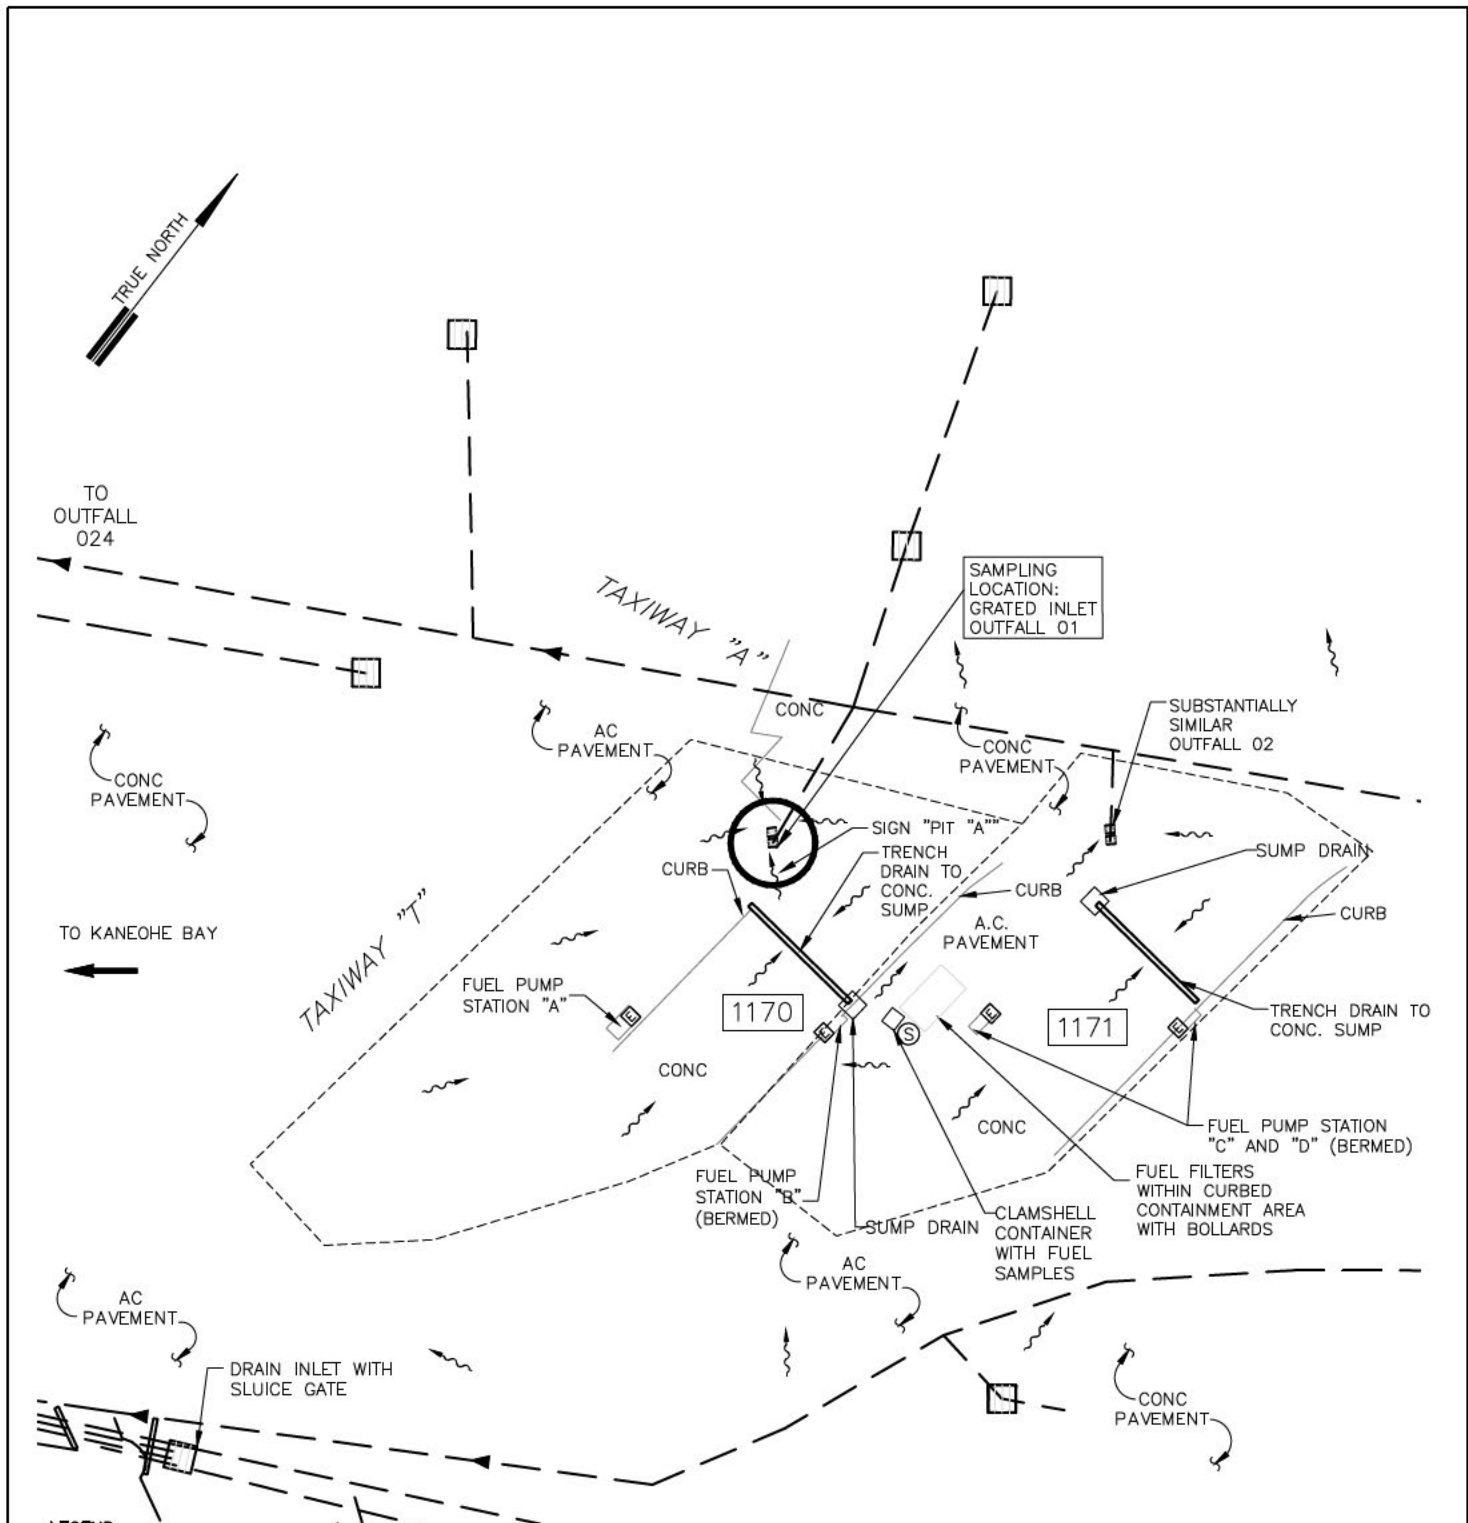 TRUE NORTH
TO
OUTFALL
024
TAXIWAY "A"
SAMPLING
LOCATION:
GRATED INLET
OUTFALL 01
CONC
SUBSTANTIALLY
SIMILAR
OUTFALL 02
AC
PAVEMENT
CONC
PAVEMENT
CONC
PAVEMENT
SIGN "PIT "A""
TRENCH
DRAIN TO
CONC.
SUMP
SUMP DRAIN
CURB
CURB
CURB
A.C.
PAVEMENT
TO KANEOHE BAY
TAXIWAY "T"
FUEL PUMP
STATION "A"
E
1170
E
S
E
1171
E
TRENCH DRAIN TO
CONC. SUMP
CONC
CONC
FUEL PUMP STATION
"C" AND "D" (BERMED)
FUEL PUMP
STATION "B"
(BERMED)
FUEL FILTERS
WITHIN CURBED
CONTAINMENT AREA
WITH BOLLARDS
SUMP DRAIN
CLAMSHELL
CONTAINER
WITH FUEL
SAMPLES
AC
PAVEMENT
AC
PAVEMENT
DRAIN INLET WITH
SLUICE GATE
CONC
PAVEMENT